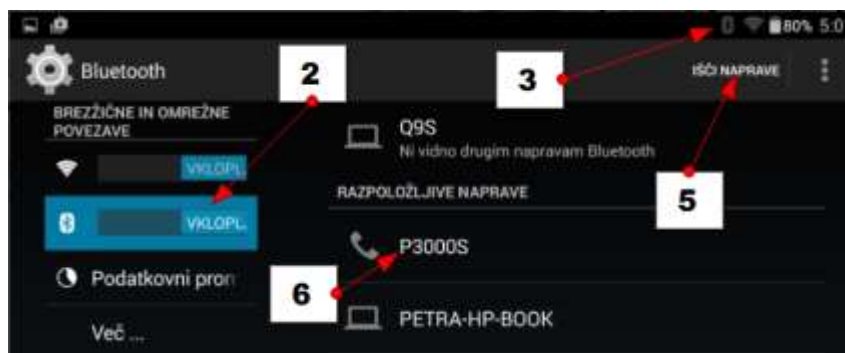 80% 5:0
Bluetooth
2
3
IŠČI NAPRAVE
BREZŽIČNE IN OMREŽNE
POVEZAVE
VKLOPL.
VKLOPL.
Podatkovni pron
Več ...
Q9S
Ni vidno drugim napravam Bluetooth
RAZPOLOŽLJIVE NAPRAVE
5
P3000S
6
PETRA-HP-BOOK